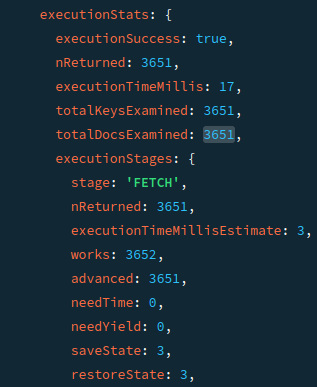 executionStats: {
executionSuccess: true,
nReturned: 3651,
executionTimeMillis: 17,
totalKeysExamined: 3651,
totalDocsExamined: 3651,
executionStages: {
stage: 'FETCH',
nReturned: 3651,
executionTimeMillisEstimate: 3,
works: 3652,
advanced: 3651,
needTime: 0,
needYield: 0,
saveState: 3,
restoreState: 3,